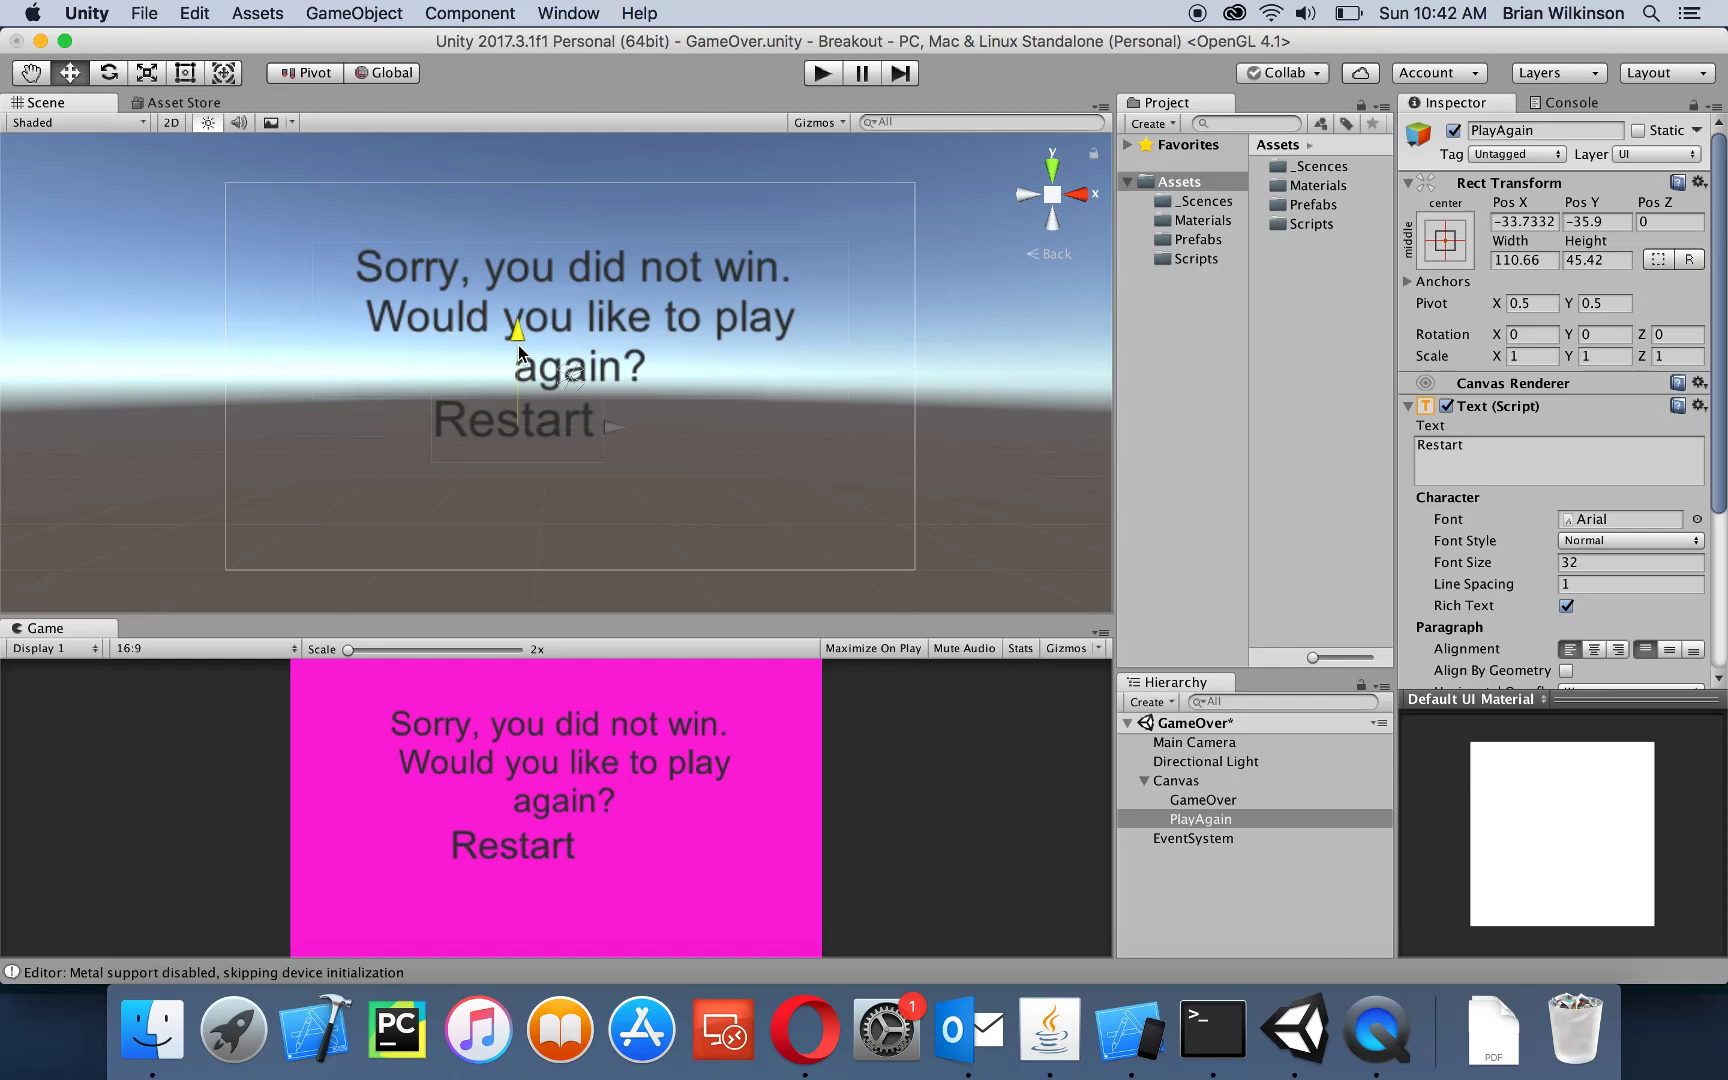 Unity File Edit Assets GameObject Component Window Help Sun 10:42 AM Brian Wilkinson
Unity 2017.3.1f1 Personal (64bit) - GameOver.unity - Breakout - PC, Mac & Linux Standalone (Personal) <OpenGL 4.1>
Pivot Global Collab Account Layers Layout
Scene Asset Store
Shaded 2D Gizmos All
y
x
Back
Sorry, you did not win.
Would you like to play
again?
Restart
Game
Display 1 16:9 Scale 2x Maximize On Play Mute Audio Stats Gizmos
Sorry, you did not win.
Would you like to play
again?
Restart
Editor: Metal support disabled, skipping device initialization
Project
Create
Favorites
Assets
_Scences
Materials
Prefabs
Scripts
Assets
_Scences
Materials
Prefabs
Scripts
Hierarchy
Create All
GameOver*
Main Camera
Directional Light
Canvas
GameOver
PlayAgain
EventSystem
Inspector Console
PlayAgain Static
Tag Untagged Layer UI
Rect Transform
center Pos X Pos Y Pos Z
middle -33.7332 -35.9 0
Width Height
110.66 45.42 R
Anchors
Pivot X 0.5 Y 0.5
Rotation X 0 Y 0 Z 0
Scale X 1 Y 1 Z 1
Canvas Renderer
Text (Script)
Text
Restart
Character
Font Arial
Font Style Normal
Font Size 32
Line Spacing 1
Rich Text
Paragraph
Alignment
Align By Geometry
Default UI Material
PC
1
PDF